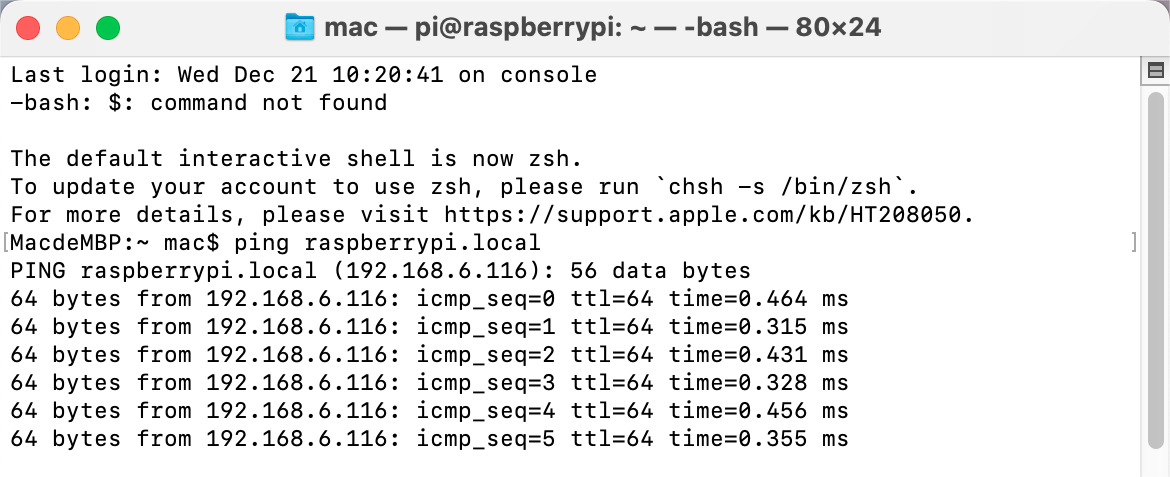 mac — pi@raspberrypi: ~ — -bash — 80×24
Last login: Wed Dec 21 10:20:41 on console
-bash: $: command not found
The default interactive shell is now zsh.
To update your account to use zsh, please run `chsh -s /bin/zsh`.
For more details, please visit https://support.apple.com/kb/HT208050.
[MacdeMBP:~ mac$ ping raspberrypi.local ]
PING raspberrypi.local (192.168.6.116): 56 data bytes
64 bytes from 192.168.6.116: icmp_seq=0 ttl=64 time=0.464 ms
64 bytes from 192.168.6.116: icmp_seq=1 ttl=64 time=0.315 ms
64 bytes from 192.168.6.116: icmp_seq=2 ttl=64 time=0.431 ms
64 bytes from 192.168.6.116: icmp_seq=3 ttl=64 time=0.328 ms
64 bytes from 192.168.6.116: icmp_seq=4 ttl=64 time=0.456 ms
64 bytes from 192.168.6.116: icmp_seq=5 ttl=64 time=0.355 ms